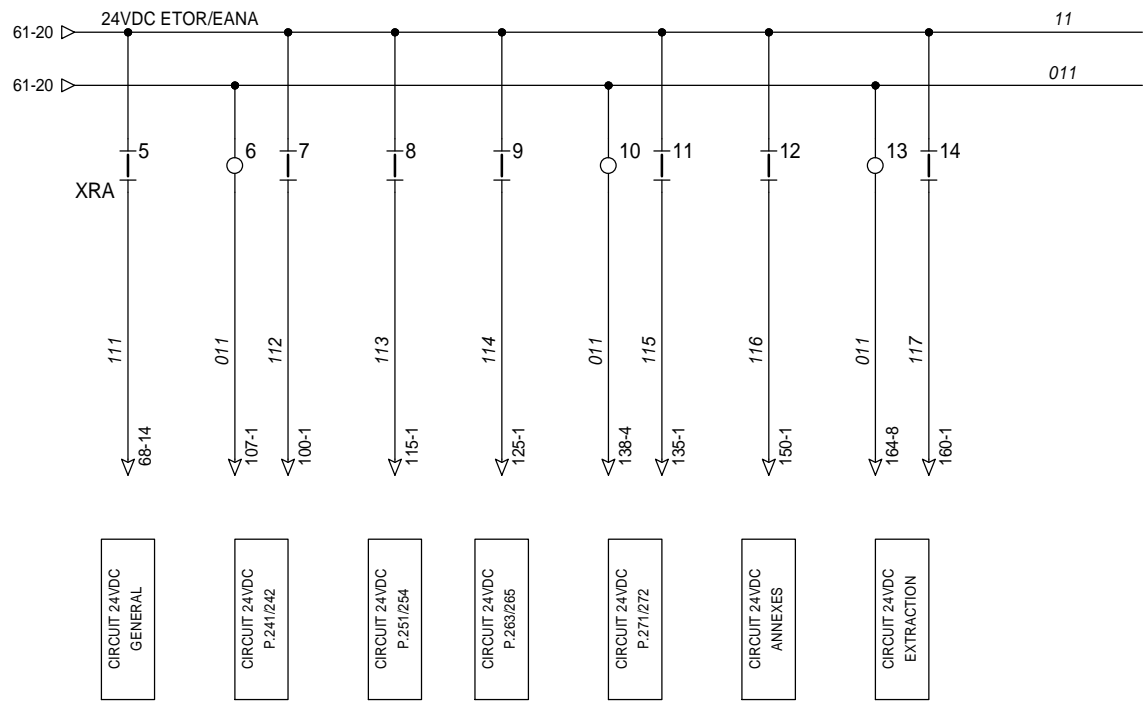 24VDC ETOR/EANA
61-20
11
61-20
011
5
6
7
8
9
10
11
12
13
14
XRA
111
011
112
113
114
011
115
116
011
117
68-14
107-1
100-1
115-1
125-1
138-4
135-1
150-1
164-8
160-1
CIRCUIT 24VDC
GENERAL
CIRCUIT 24VDC
P.241/242
CIRCUIT 24VDC
P.251/254
CIRCUIT 24VDC
P.263/265
CIRCUIT 24VDC
P.271/272
CIRCUIT 24VDC
ANNEXES
CIRCUIT 24VDC
EXTRACTION